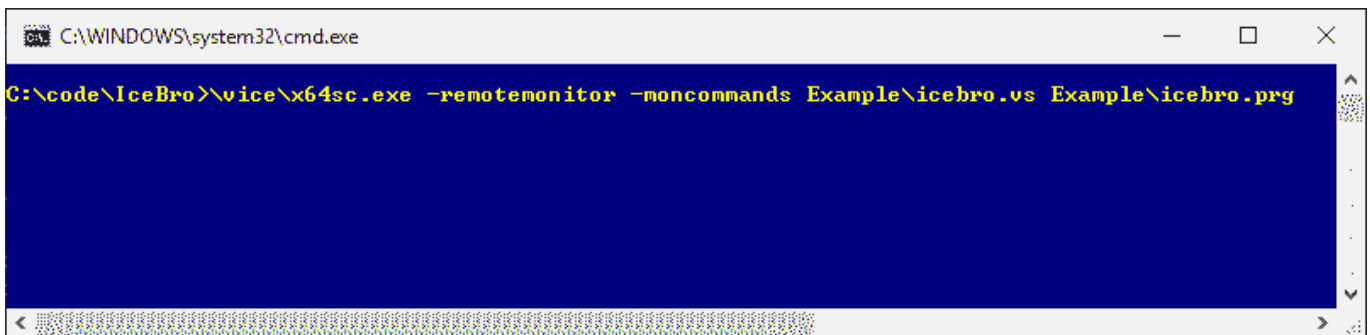 C:\WINDOWS\system32\cmd.exe
C:\code\IceBro>\vice\x64sc.exe -remotemonitor -moncommands Example\icebro.vs Example\icebro.prg